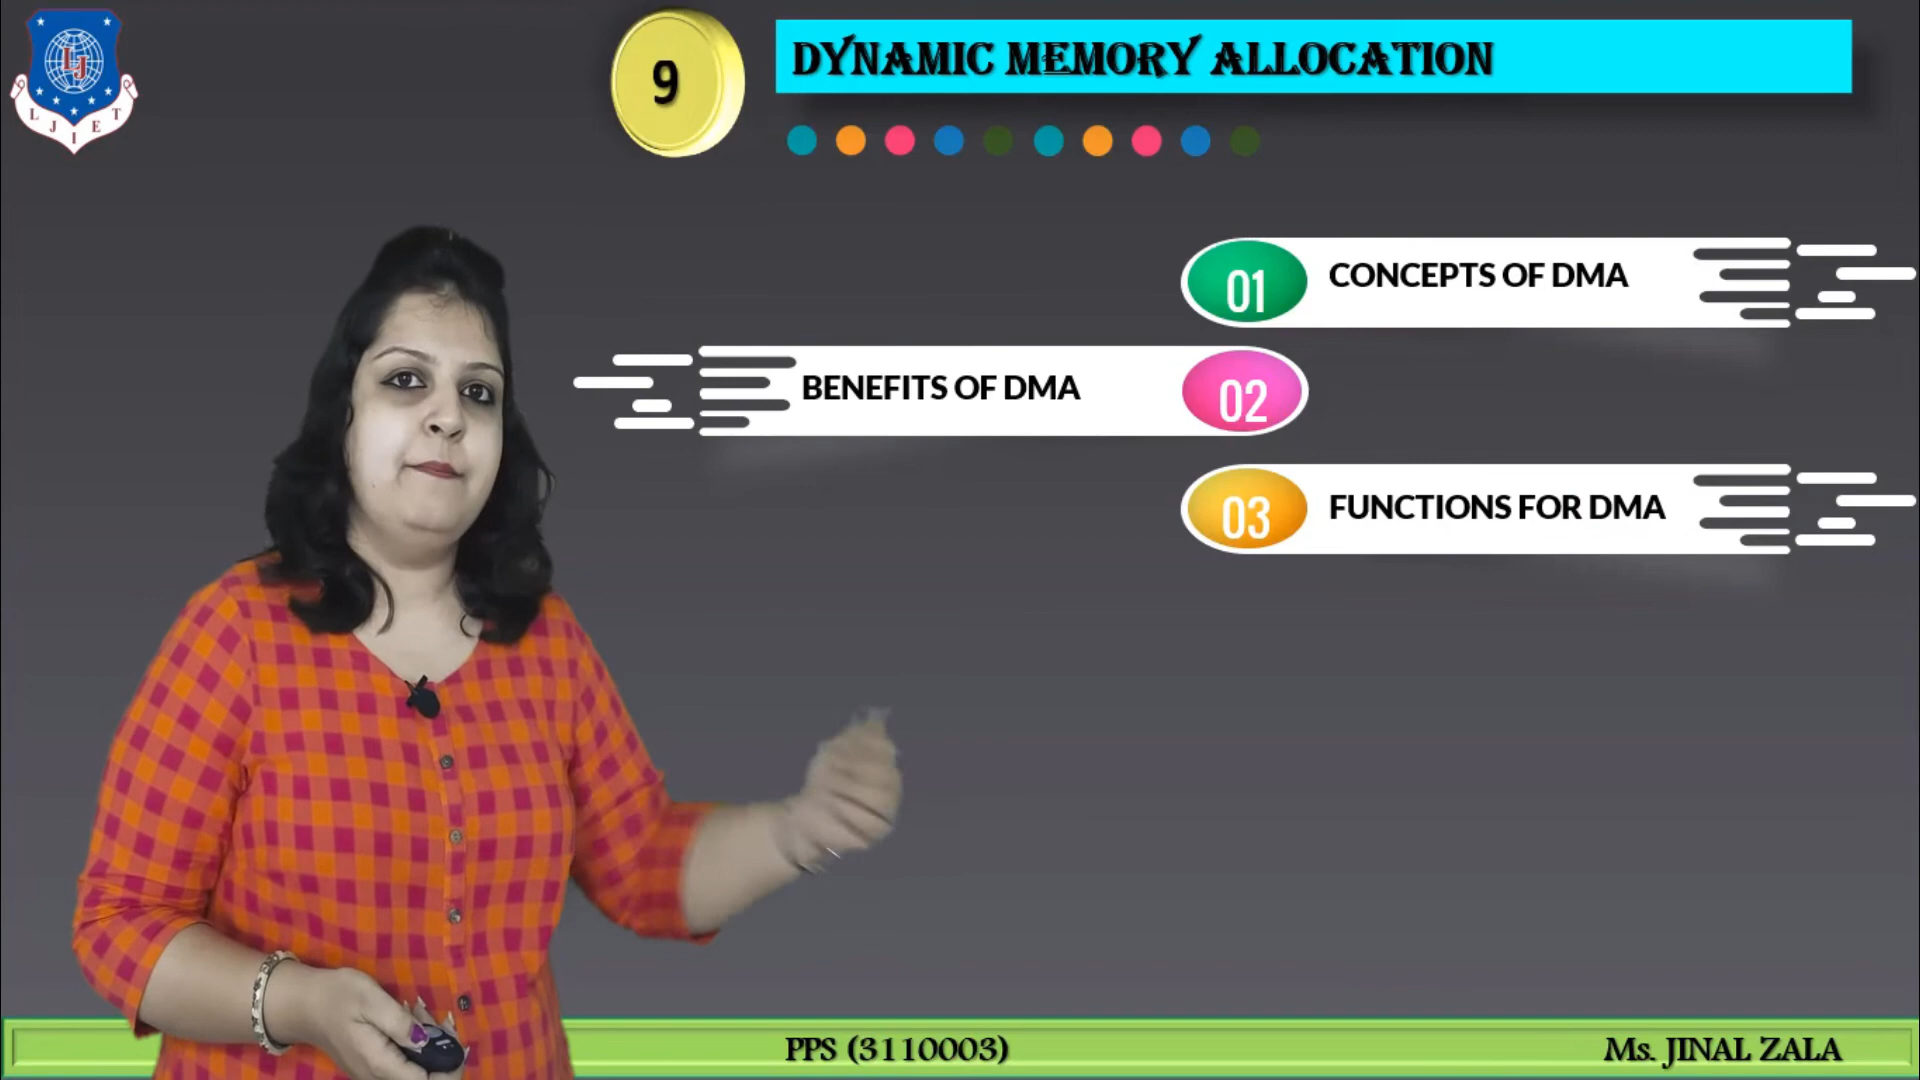 L J I E T
LJ
9
DYNAMIC MEMORY ALLOCATION
01
CONCEPTS OF DMA
BENEFITS OF DMA
02
03
FUNCTIONS FOR DMA
PPS (3110003)
Ms. JINAL ZALA